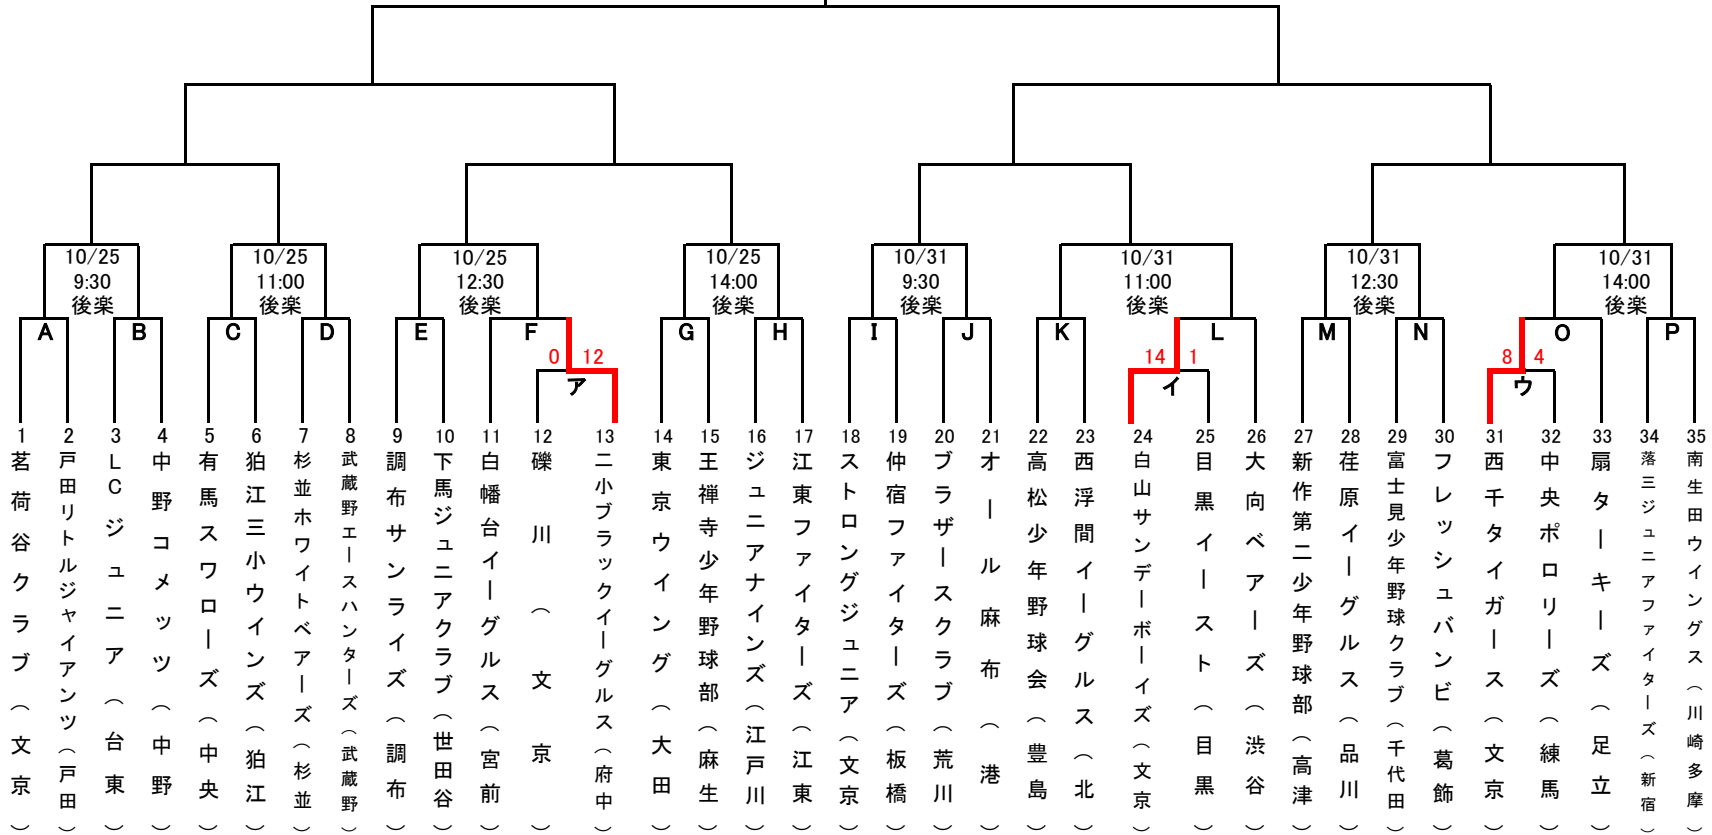 10/25
9:30
後楽
10/25
11:00
後楽
10/25
12:30
後楽
10/25
14:00
後楽
10/31
9:30
後楽
10/31
11:00
後楽
10/31
12:30
後楽
10/31
14:00
後楽
A
B
C
D
E
F
G
H
I
J
K
L
M
N
O
P
0 12
ア
14 1
イ
8 4
ウ
1 茗荷谷クラブ（文京）
2 戸田リトルジャイアンツ（戸田）
3 LCジュニア（台東）
4 中野コメッツ（中野）
5 有馬スワローズ（中央）
6 狛江三小ウインズ（狛江）
7 杉並ホワイトベアーズ（杉並）
8 武蔵野エースハンターズ（武蔵野）
9 調布サンライズ（調布）
10 下馬ジュニアクラブ（世田谷）
11 白幡台イーグルス（宮前）
12 礫川（文京）
13 二小ブラックイーグルス（府中）
14 東京ウイング（大田）
15 王禅寺少年野球部（麻生）
16 ジュニアナインズ（江戸川）
17 江東ファイターズ（江東）
18 ストロングジュニア（文京）
19 仲宿ファイターズ（板橋）
20 ブラザースクラブ（荒川）
21 オール麻布（港）
22 高松少年野球会（豊島）
23 西浮間イーグルス（北）
24 白山サンデーボーイズ（文京）
25 目黒イースト（目黒）
26 大向ベアーズ（渋谷）
27 新作第二少年野球部（高津）
28 荏原イーグルス（品川）
29 富士見少年野球クラブ（千代田）
30 フレッシュバンビ（葛飾）
31 西千タイガース（文京）
32 中央ポロリーズ（練馬）
33 扇ターキーズ（足立）
34 落三ジュニアファイターズ（新宿）
35 南生田ウイングス（川崎多摩）